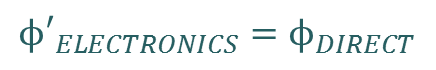 ϕ′ELECTRONICS = ϕDIRECT